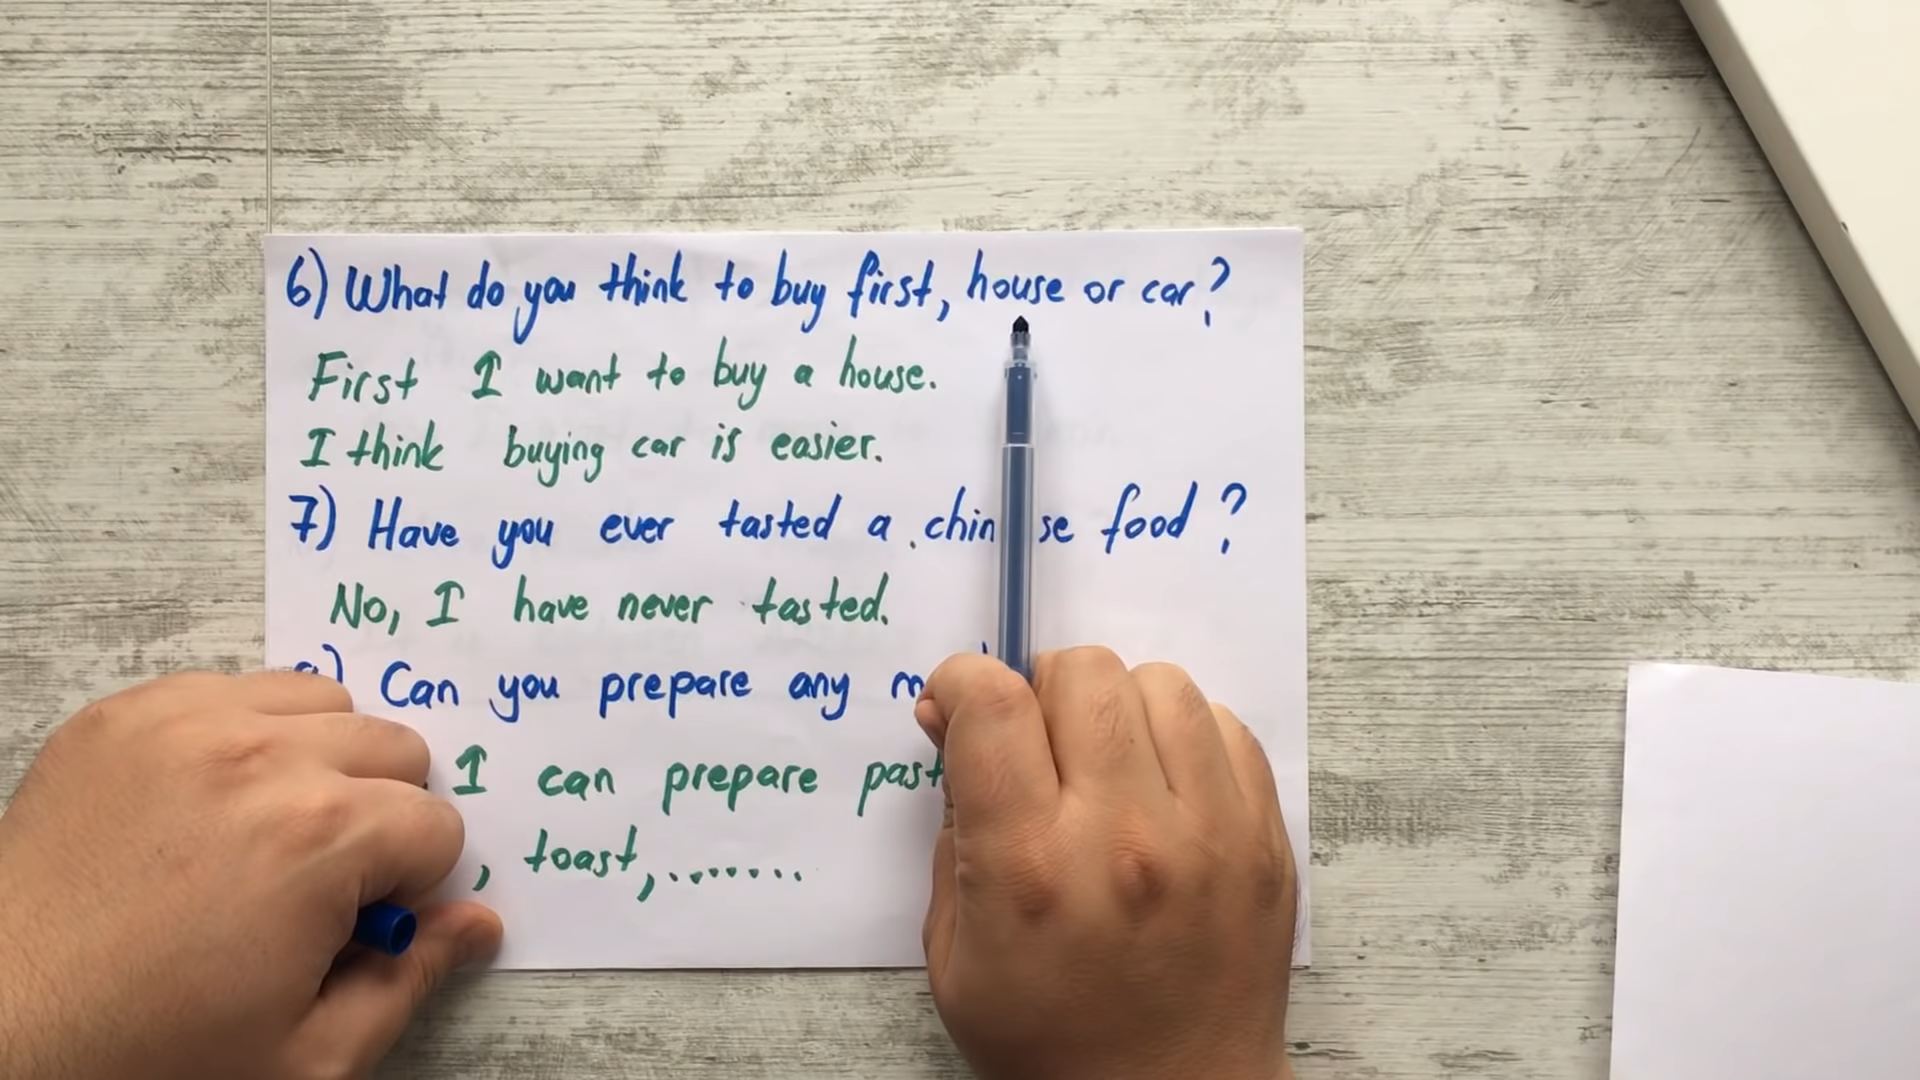 6) What do you think to buy first, house or car?
First I want to buy a house.
I think buying car is easier.
7) Have you ever tasted a chin se food?
No, I have never tasted.
Can you prepare any
I can prepare
, toast,.......